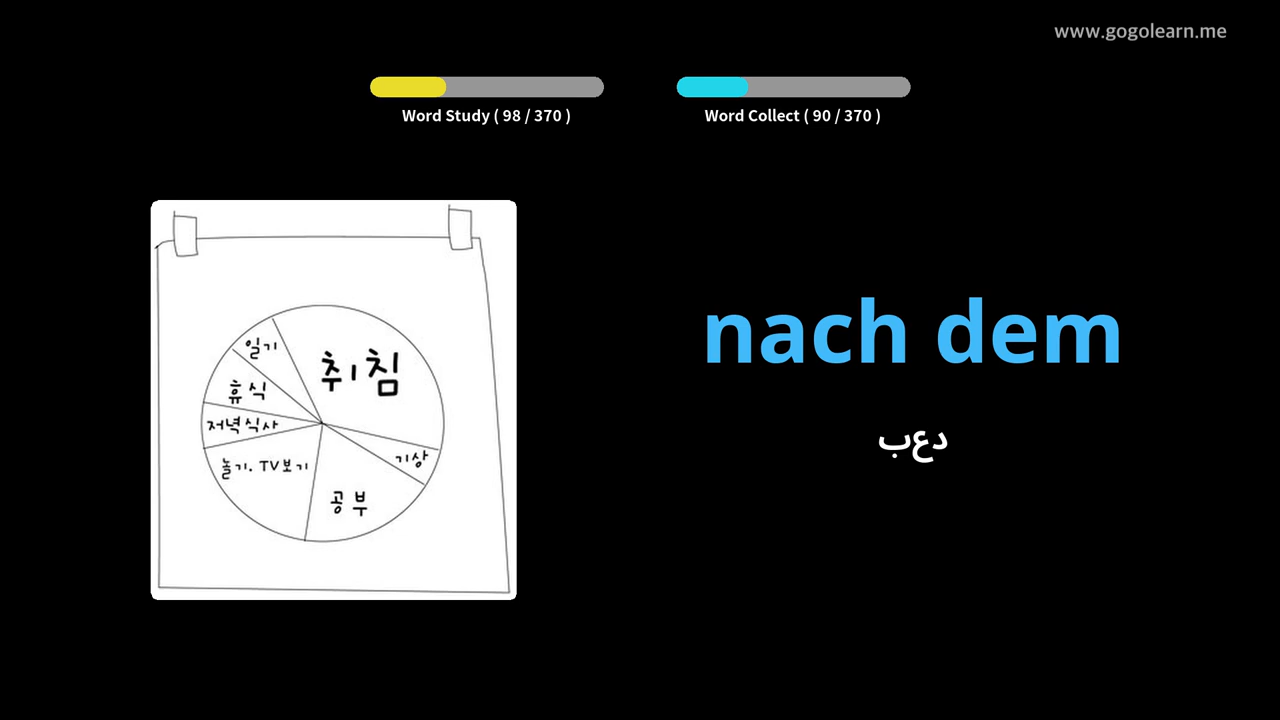 www.gogolearn.me
Word Study ( 98 / 370 )
Word Collect ( 90 / 370 )
일기
취침
휴식
저녁식사
놀기. TV보기
기상
공부
nach dem
دعب